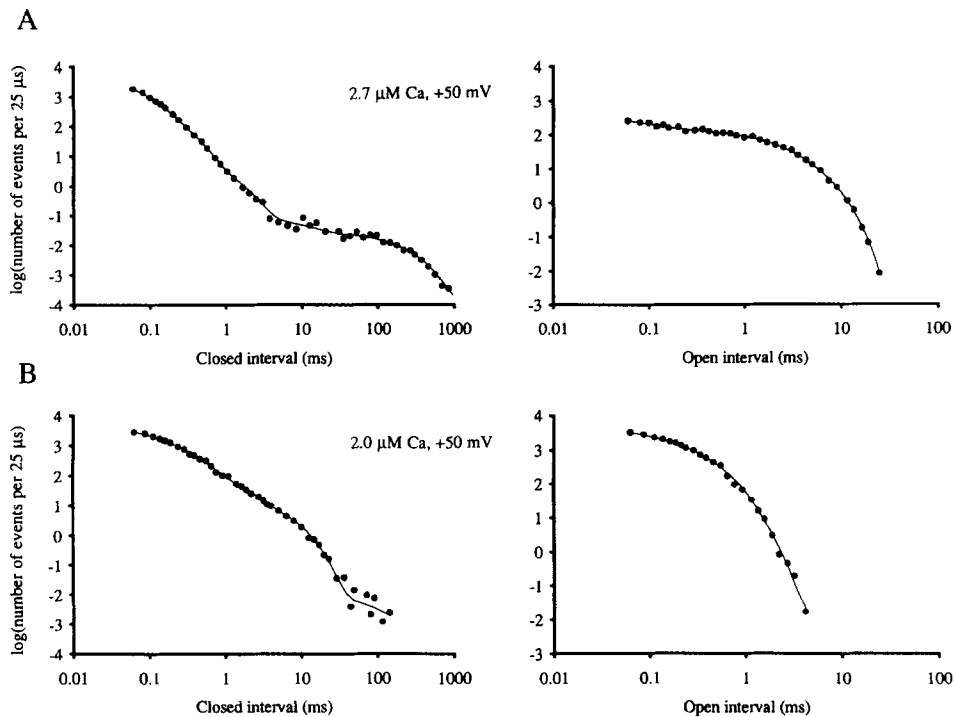 A
log(number of events per 25 µs)
4
3
2
1
0
-1
-2
-3
-4
0.01 0.1 1 10 100 1000
Closed interval (ms)
2.7 µM Ca, +50 mV
4
3
2
1
0
-1
-2
-3
0.01 0.1 1 10 100
Open interval (ms)
B
log(number of events per 25 µs)
4
3
2
1
0
-1
-2
-3
-4
0.01 0.1 1 10 100 1000
Closed interval (ms)
2.0 µM Ca, +50 mV
4
3
2
1
0
-1
-2
-3
0.01 0.1 1 10 100
Open interval (ms)